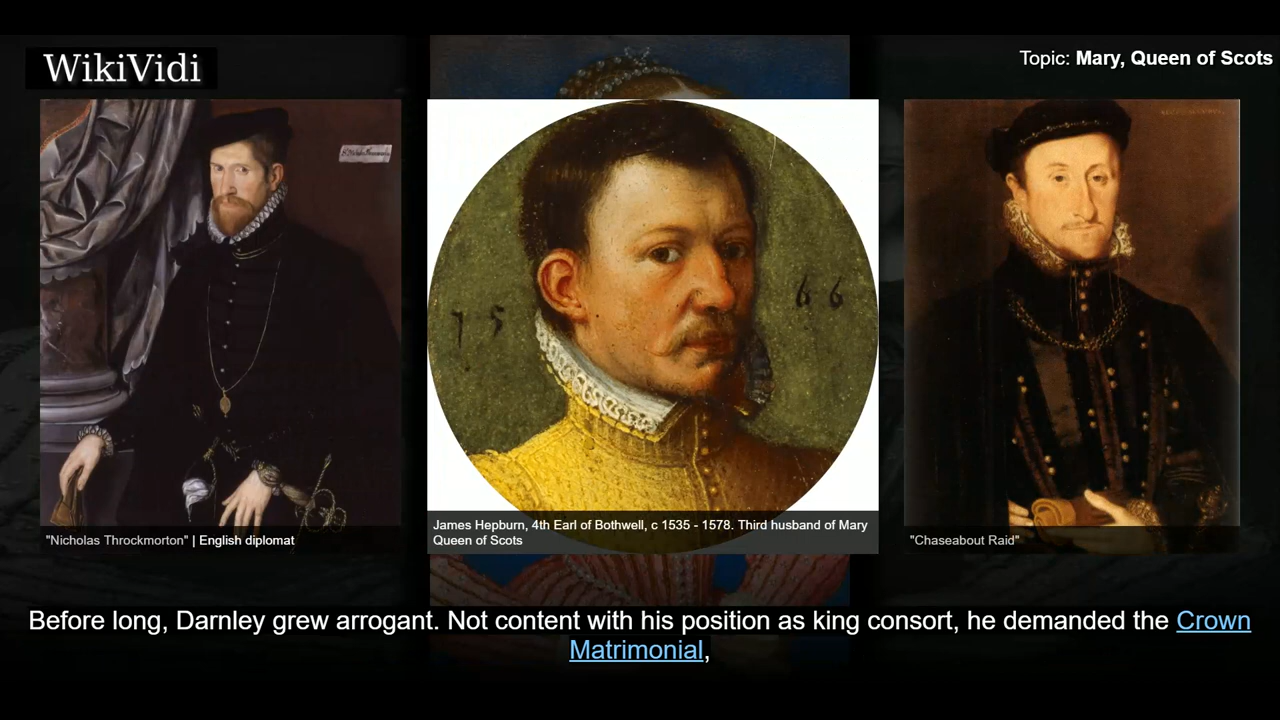 WikiVidi
Topic: Mary, Queen of Scots
1566
"Nicholas Throckmorton" | English diplomat
James Hepburn, 4th Earl of Bothwell, c 1535 - 1578. Third husband of Mary
Queen of Scots
"Chaseabout Raid"
Before long, Darnley grew arrogant. Not content with his position as king consort, he demanded the Crown
Matrimonial,